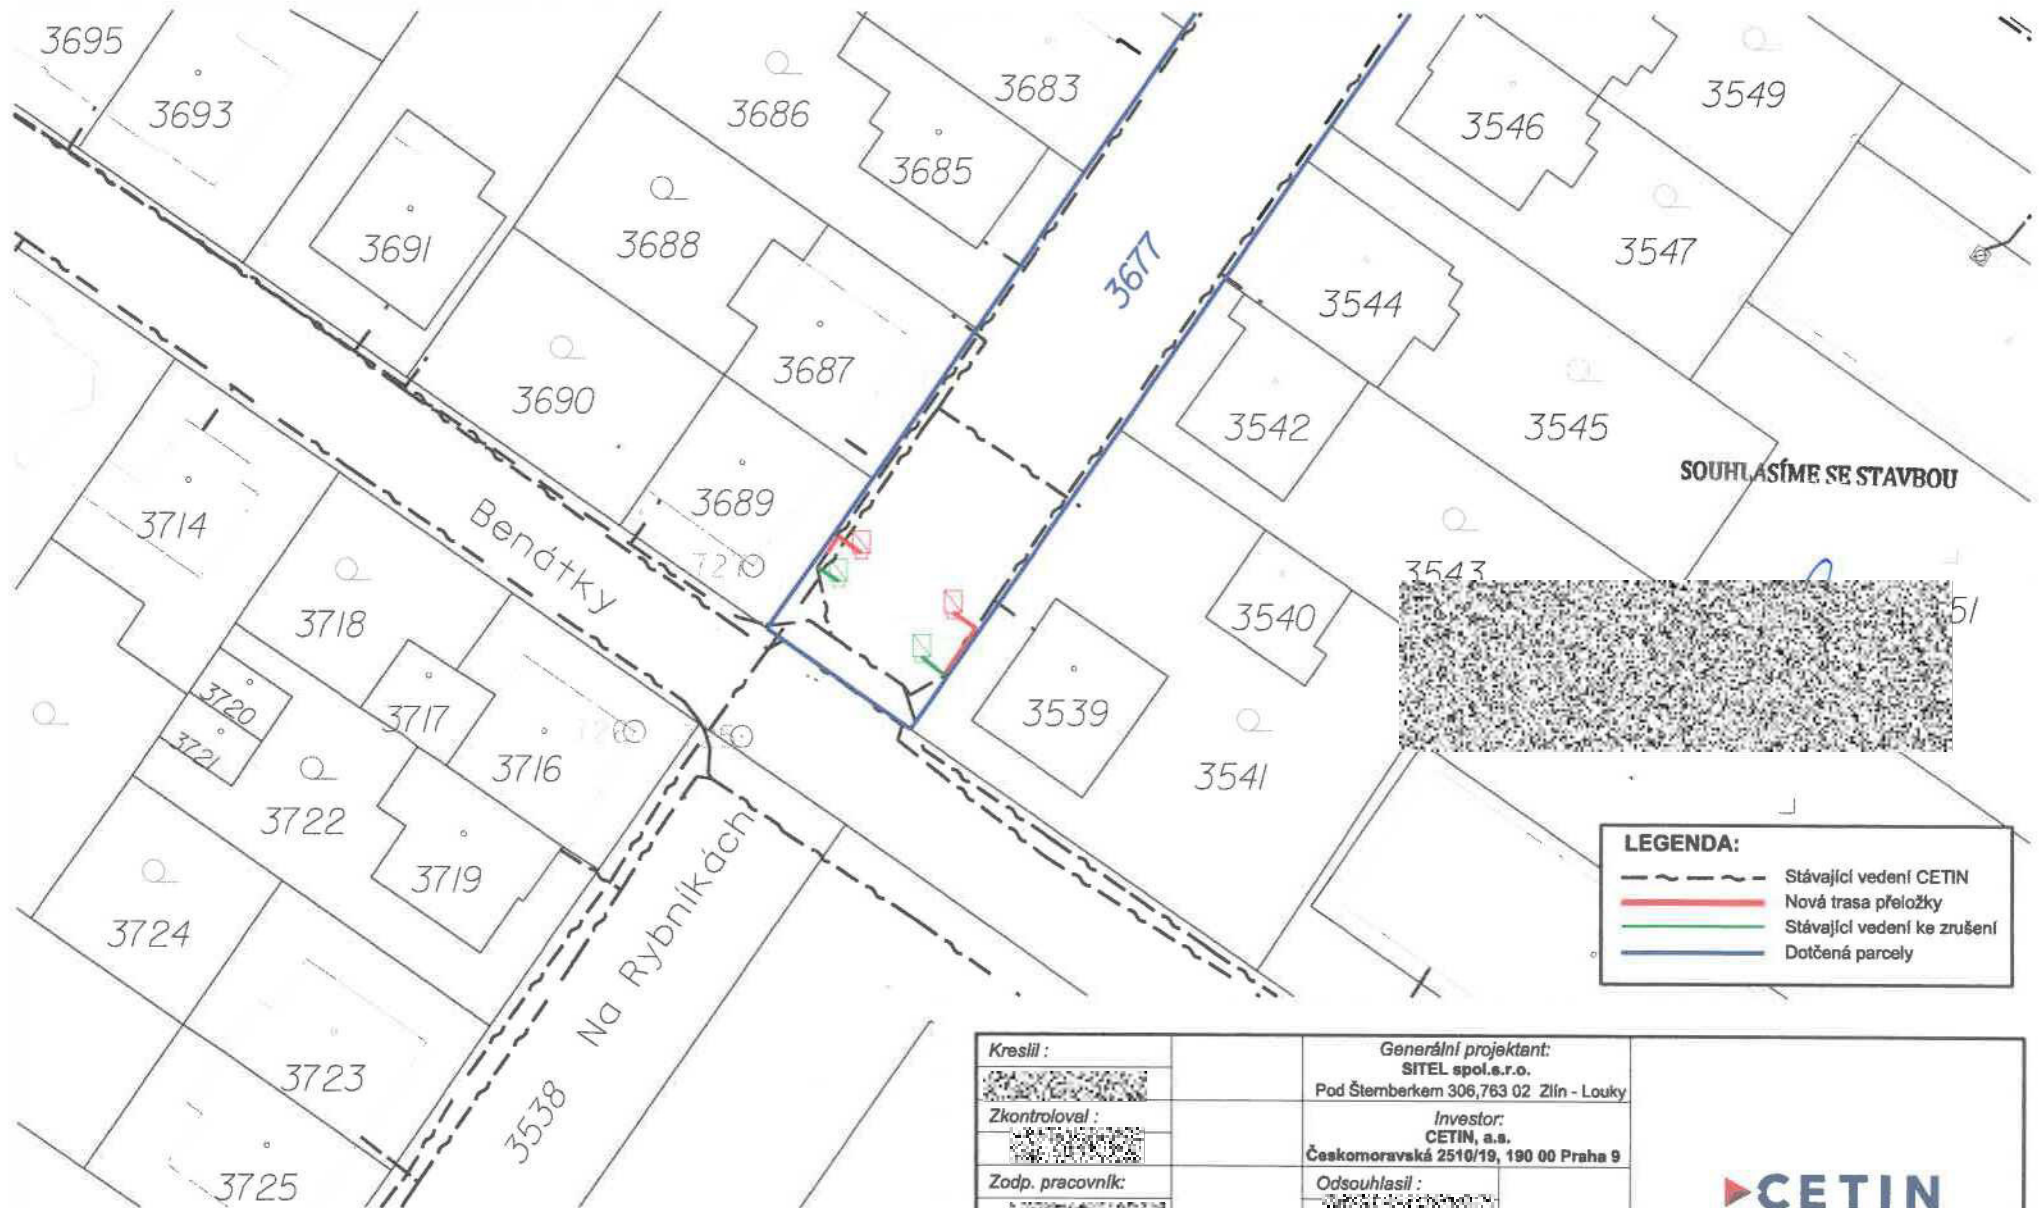 3695
3693
3686
3683
3685
3691
3688
3687
3690
3689
3677
3546
3549
3547
3544
3542
3545
SOUHLASÍME SE STAVBOU
3543
51
3540
3539
3541
3714
Benátky
3718
3720
3721
3717
3716
3722
3719
3724
3723
3725
Na Rybníkách
3538
LEGENDA:
Stávající vedení CETIN
Nová trasa přeložky
Stávající vedení ke zrušení
Dotčená parcely
Kreslil :
Generální projektant:
SITEL spol.s.r.o.
Pod Štemberkem 306,763 02 Zlín - Louky
Zkontroloval :
Investor:
CETIN, a.s.
Českomoravská 2510/19, 190 00 Praha 9
Zodp. pracovník:
Odsouhlasil :
CETIN